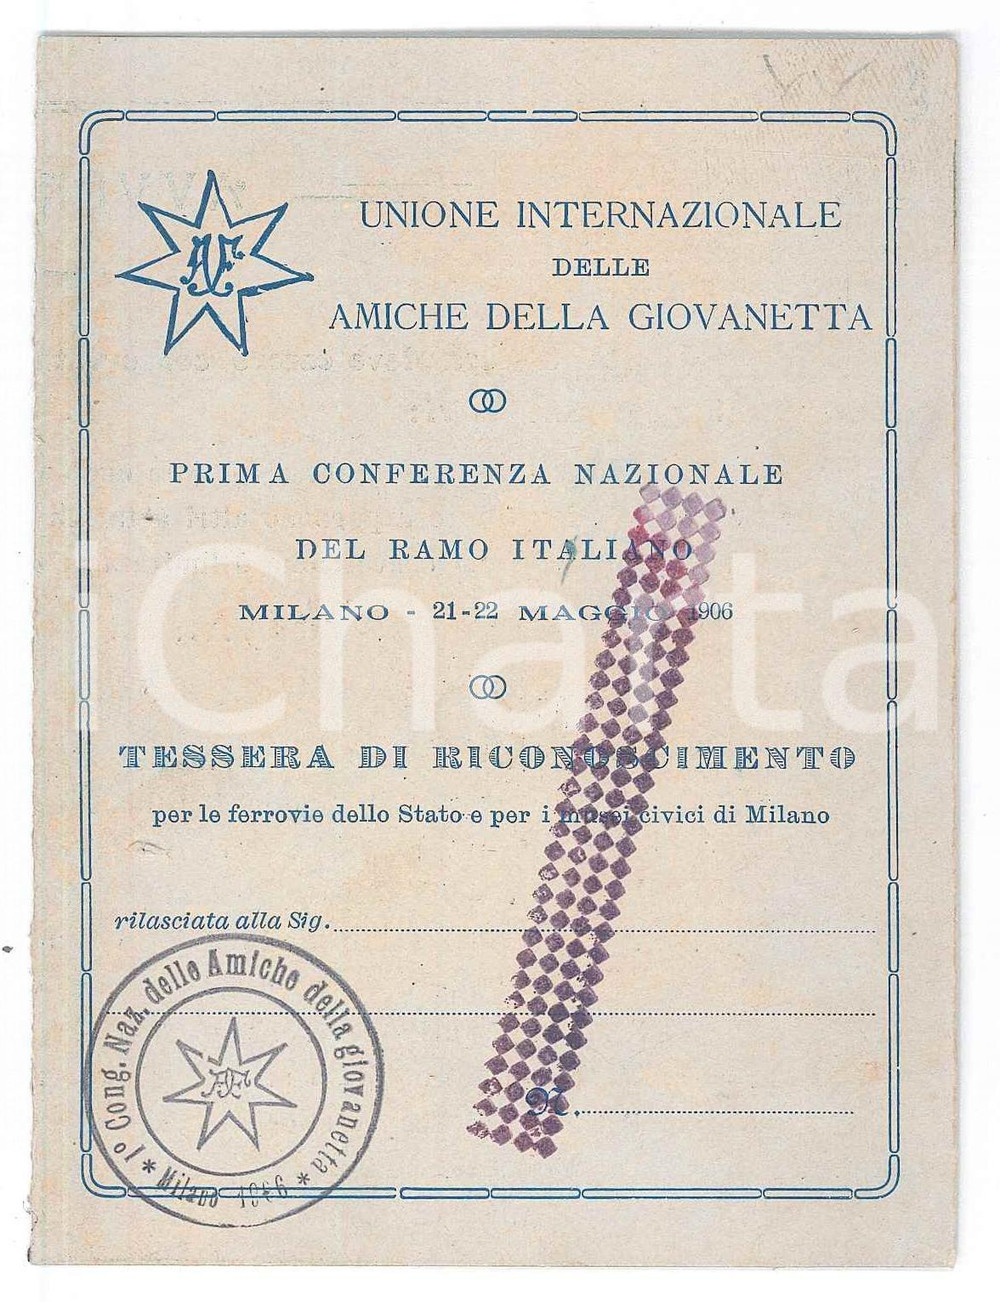 UNIONE INTERNAZIONALE
DELLE
AMICHE DELLA GIOVANETTA
PRIMA CONFERENZA NAZIONALE
DEL RAMO ITALIANO
MILANO - 21-22 MAGGIO 1906
TESSERA DI RICONOSCIMENTO
per le ferrovie dello Stato e per i musei civici di Milano
rilasciata alla Sig.
N.
1º Cong. Naz. delle Amiche della giovanetta
* Milano 1906 *
iCharta